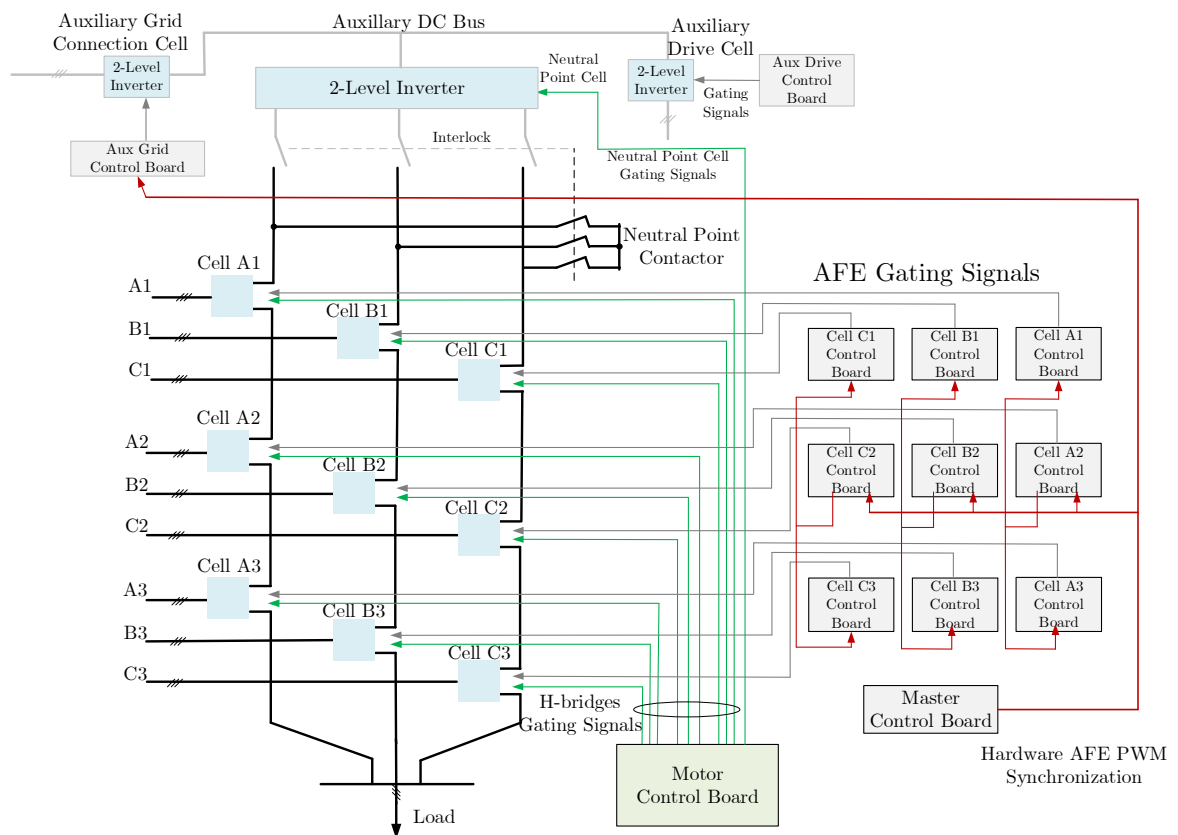 Auxiliary Grid
Connection Cell
Auxillary DC Bus
Auxiliary
Drive Cell
2-Level
Inverter
Neutral
Point Cell
2-Level Inverter
2-Level
Inverter
Gating
Signals
Aux Drive
Control
Board
Aux Grid
Control Board
Interlock
Neutral Point Cell
Gating Signals
Neutral Point
Contactor
AFE Gating Signals
Cell A1
A1
Cell B1
B1
Cell C1
C1
Cell C1
Control
Board
Cell B1
Control
Board
Cell A1
Control
Board
Cell A2
A2
Cell B2
B2
Cell C2
C2
Cell C2
Control
Board
Cell B2
Control
Board
Cell A2
Control
Board
Cell A3
A3
Cell B3
B3
Cell C3
C3
Cell C3
Control
Board
Cell B3
Control
Board
Cell A3
Control
Board
H-bridges
Gating Signals
Master
Control Board
Hardware AFE PWM
Synchronization
Motor
Control Board
Load